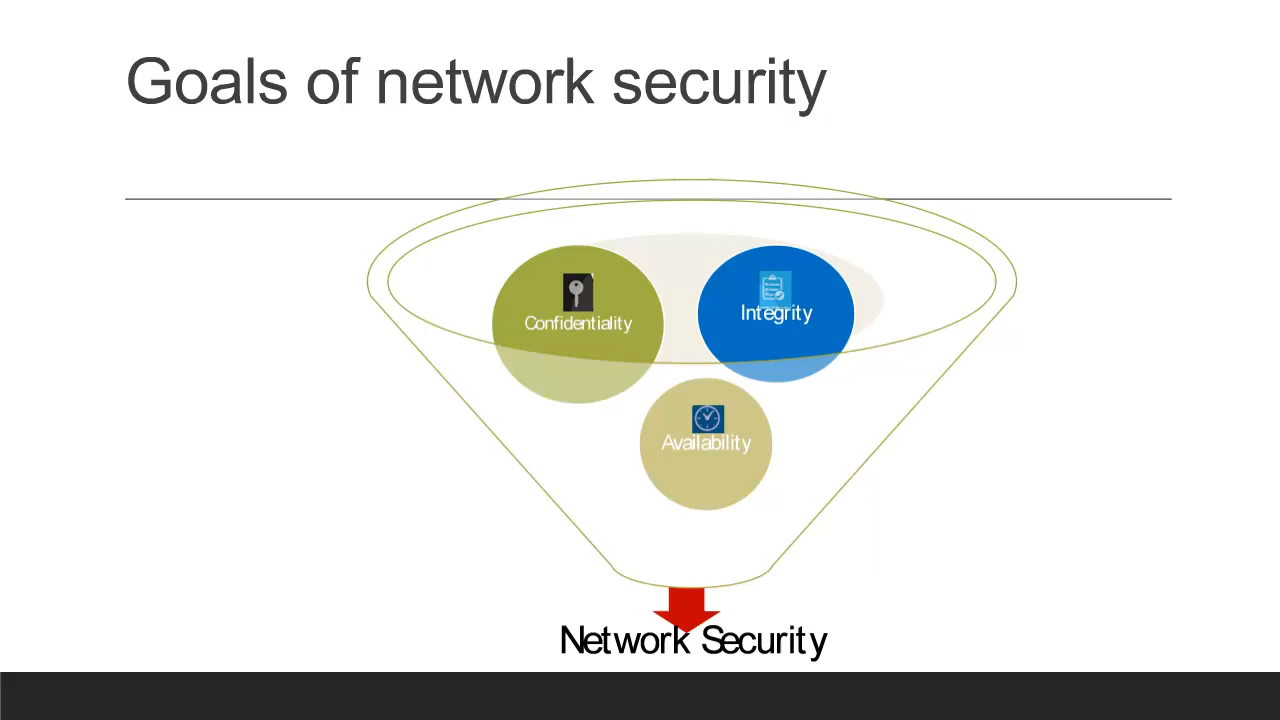 Goals of network security
Confidentiality
Integrity
Availability
Network Security